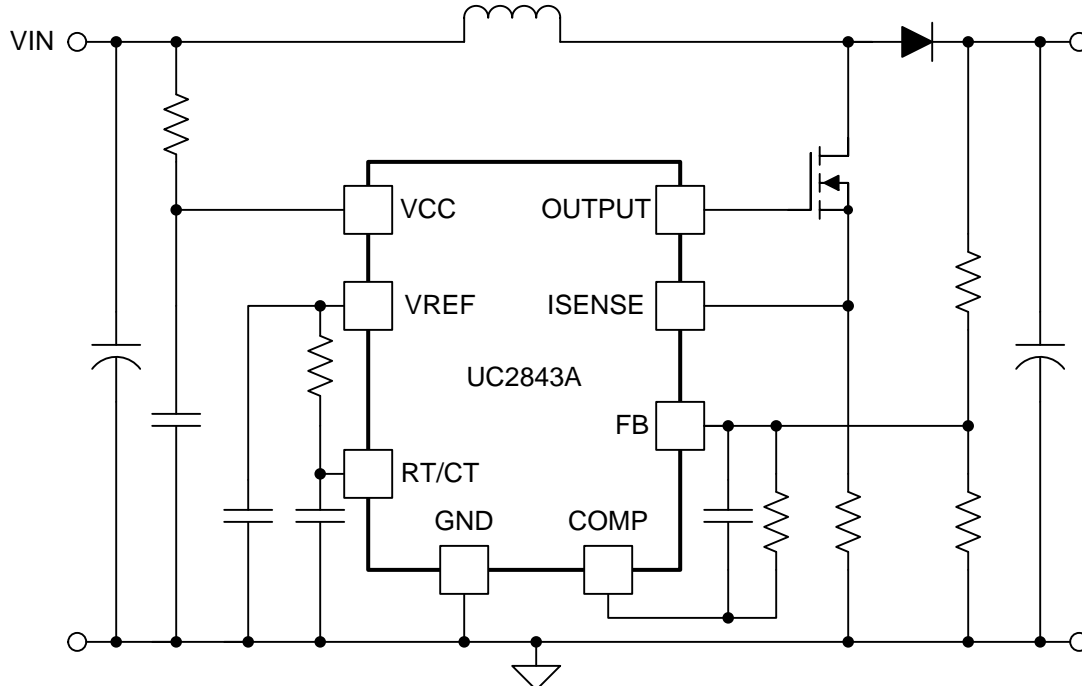 VIN
VCC
OUTPUT
VREF
ISENSE
UC2843A
FB
RT/CT
GND
COMP